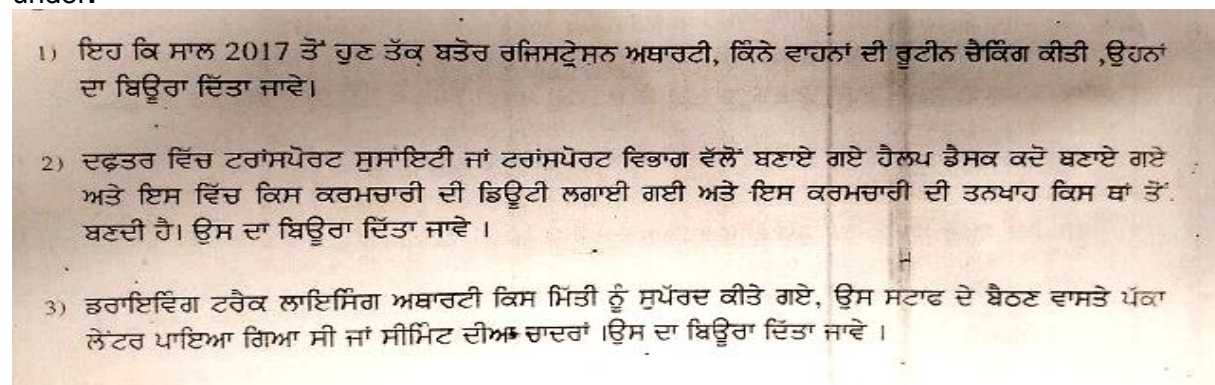 under.
1) ਇਹ ਕਿ ਸਾਲ 2017 ਤੋਂ ਹੁਣ ਤੱਕ ਬਤੋਰ ਰਜਿਸਟ੍ਰੇਸ਼ਨ ਅਥਾਰਟੀ, ਕਿੰਨੇ ਵਾਹਨਾਂ ਦੀ ਰੂਟੀਨ ਚੈਕਿੰਗ ਕੀਤੀ ,ਉਹਨਾਂ
ਦਾ ਬਿਊਰਾ ਦਿੱਤਾ ਜਾਵੇ।
2) ਦਫ਼ਤਰ ਵਿੱਚ ਟਰਾਂਸਪੋਰਟ ਸੁਸਾਇਟੀ ਜਾਂ ਟਰਾਂਸਪੋਰਟ ਵਿਭਾਗ ਵੱਲੋਂ ਬਣਾਏ ਗਏ ਹੈਲਪ ਡੈਸਕ ਕਦੋ ਬਣਾਏ ਗਏ
ਅਤੇ ਇਸ ਵਿੱਚ ਕਿਸ ਕਰਮਚਾਰੀ ਦੀ ਡਿਊਟੀ ਲਗਾਈ ਗਈ ਅਤੇ ਇਸ ਕਰਮਚਾਰੀ ਦੀ ਤਨਖਾਹ ਕਿਸ ਥਾਂ ਤੋਂ.
ਬਣਦੀ ਹੈ। ਉਸ ਦਾ ਬਿਊਰਾ ਦਿੱਤਾ ਜਾਵੇ ।
3) ਡਰਾਇਵਿੰਗ ਟਰੈਕ ਲਾਇਸਿੰਗ ਅਥਾਰਟੀ ਕਿਸ ਮਿੱਤੀ ਨੂੰ ਸੁਪੱਰਦ ਕੀਤੇ ਗਏ, ਉਸ ਸਟਾਫ ਦੇ ਬੈਠਣ ਵਾਸਤੇ ਪੱਕਾ
ਲੇਂਟਰ ਪਾਇਆ ਗਿਆ ਸੀ ਜਾਂ ਸੀਮਿੰਟ ਦੀਆ ਚਾਦਰਾਂ ।ਉਸ ਦਾ ਬਿਊਰਾ ਦਿੱਤਾ ਜਾਵੇ ।